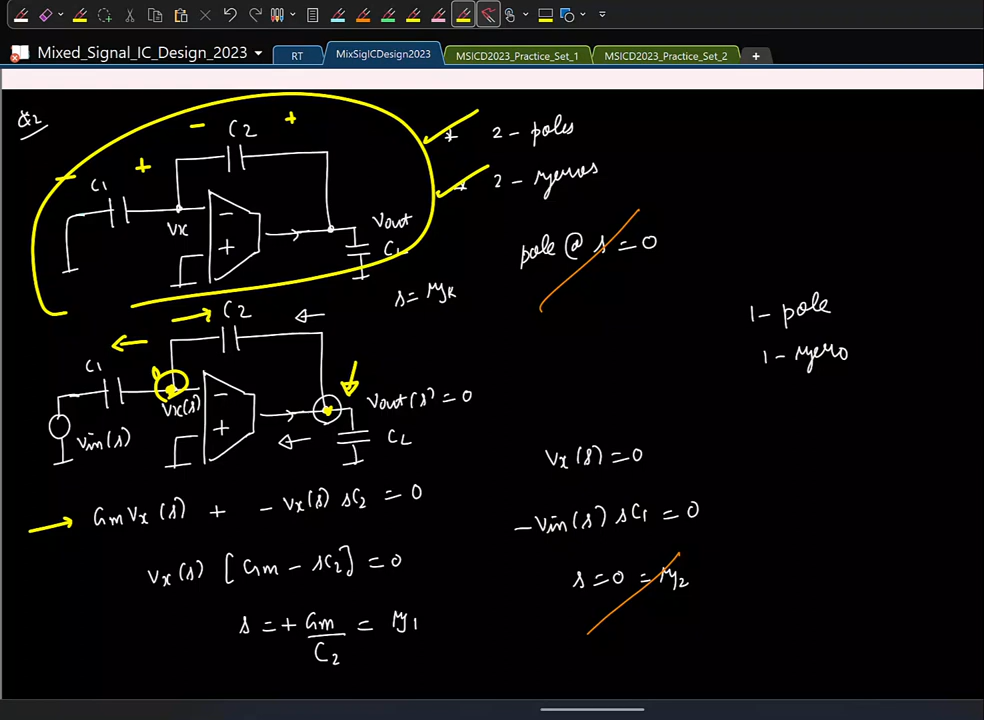 Mixed_Signal_IC_Design_2023
RT
MixSigICDesign2023
MSICD2023_Practice_Set_1
MSICD2023_Practice_Set_2
Q2
- +
C2
+
-
C1
Vx
-
+
Vout
CL
* 2 - poles
* 2 - zeros
pole @ s = 0
s = zk
1 - pole
1 - zero
C2
C1
Vx(s)
-
+
Vin(s)
Vout(s) = 0
CL
Vx(s) = 0
Gm Vx(s) + - Vx(s) sC2 = 0
- Vin(s) sC1 = 0
Vx(s) [Gm - sC2] = 0
s = 0 = z2
s = + Gm/C2 = z1